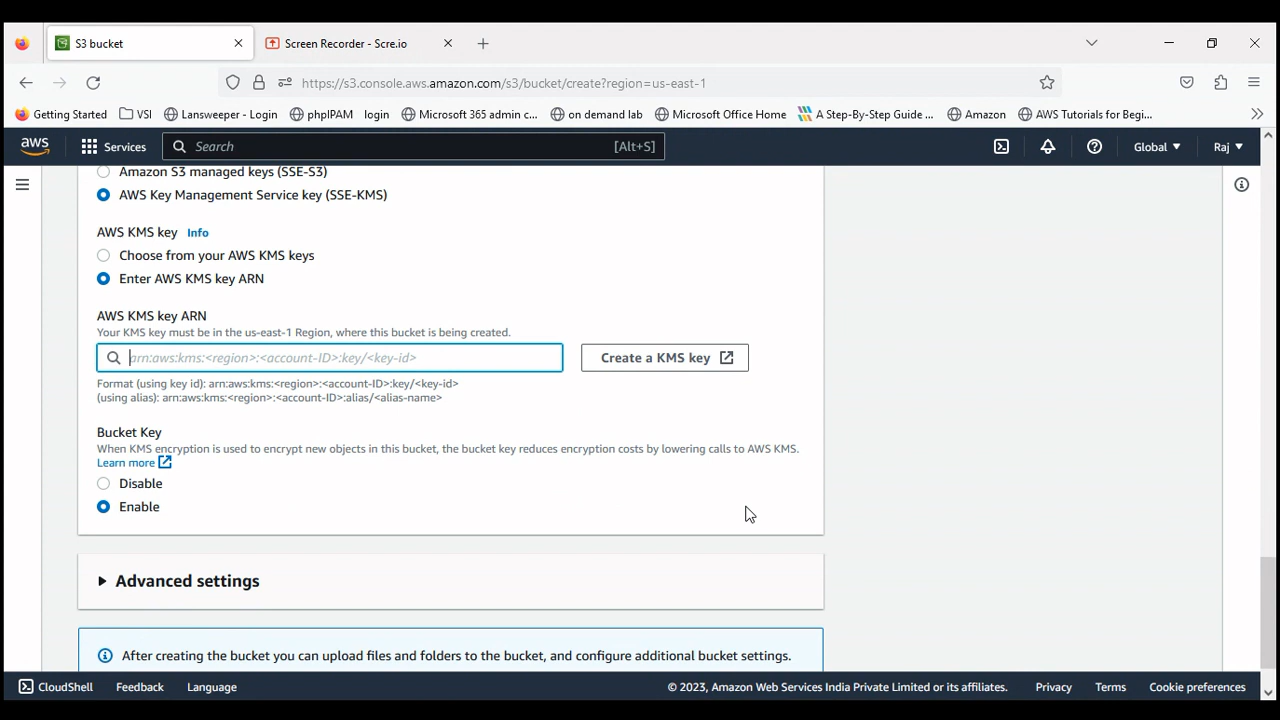 S3 bucket
Screen Recorder - Scre.io
https://s3.console.aws.amazon.com/s3/bucket/create?region=us-east-1
Getting Started VSI Lansweeper - Login phpIPAM login Microsoft 365 admin c... on demand lab Microsoft Office Home A Step-By-Step Guide ... Amazon AWS Tutorials for Begi...
aws Services Search [Alt+S] Global Raj
Amazon S3 managed keys (SSE-S3)
AWS Key Management Service key (SSE-KMS)
AWS KMS key Info
Choose from your AWS KMS keys
Enter AWS KMS key ARN
AWS KMS key ARN
Your KMS key must be in the us-east-1 Region, where this bucket is being created.
arn:aws:kms:<region>:<account-ID>:key/<key-id> Create a KMS key
Format (using key id): arn:aws:kms:<region>:<account-ID>:key/<key-id>
(using alias): arn:aws:kms:<region>:<account-ID>:alias/<alias-name>
Bucket Key
When KMS encryption is used to encrypt new objects in this bucket, the bucket key reduces encryption costs by lowering calls to AWS KMS.
Learn more
Disable
Enable
Advanced settings
After creating the bucket you can upload files and folders to the bucket, and configure additional bucket settings.
CloudShell Feedback Language © 2023, Amazon Web Services India Private Limited or its affiliates. Privacy Terms Cookie preferences